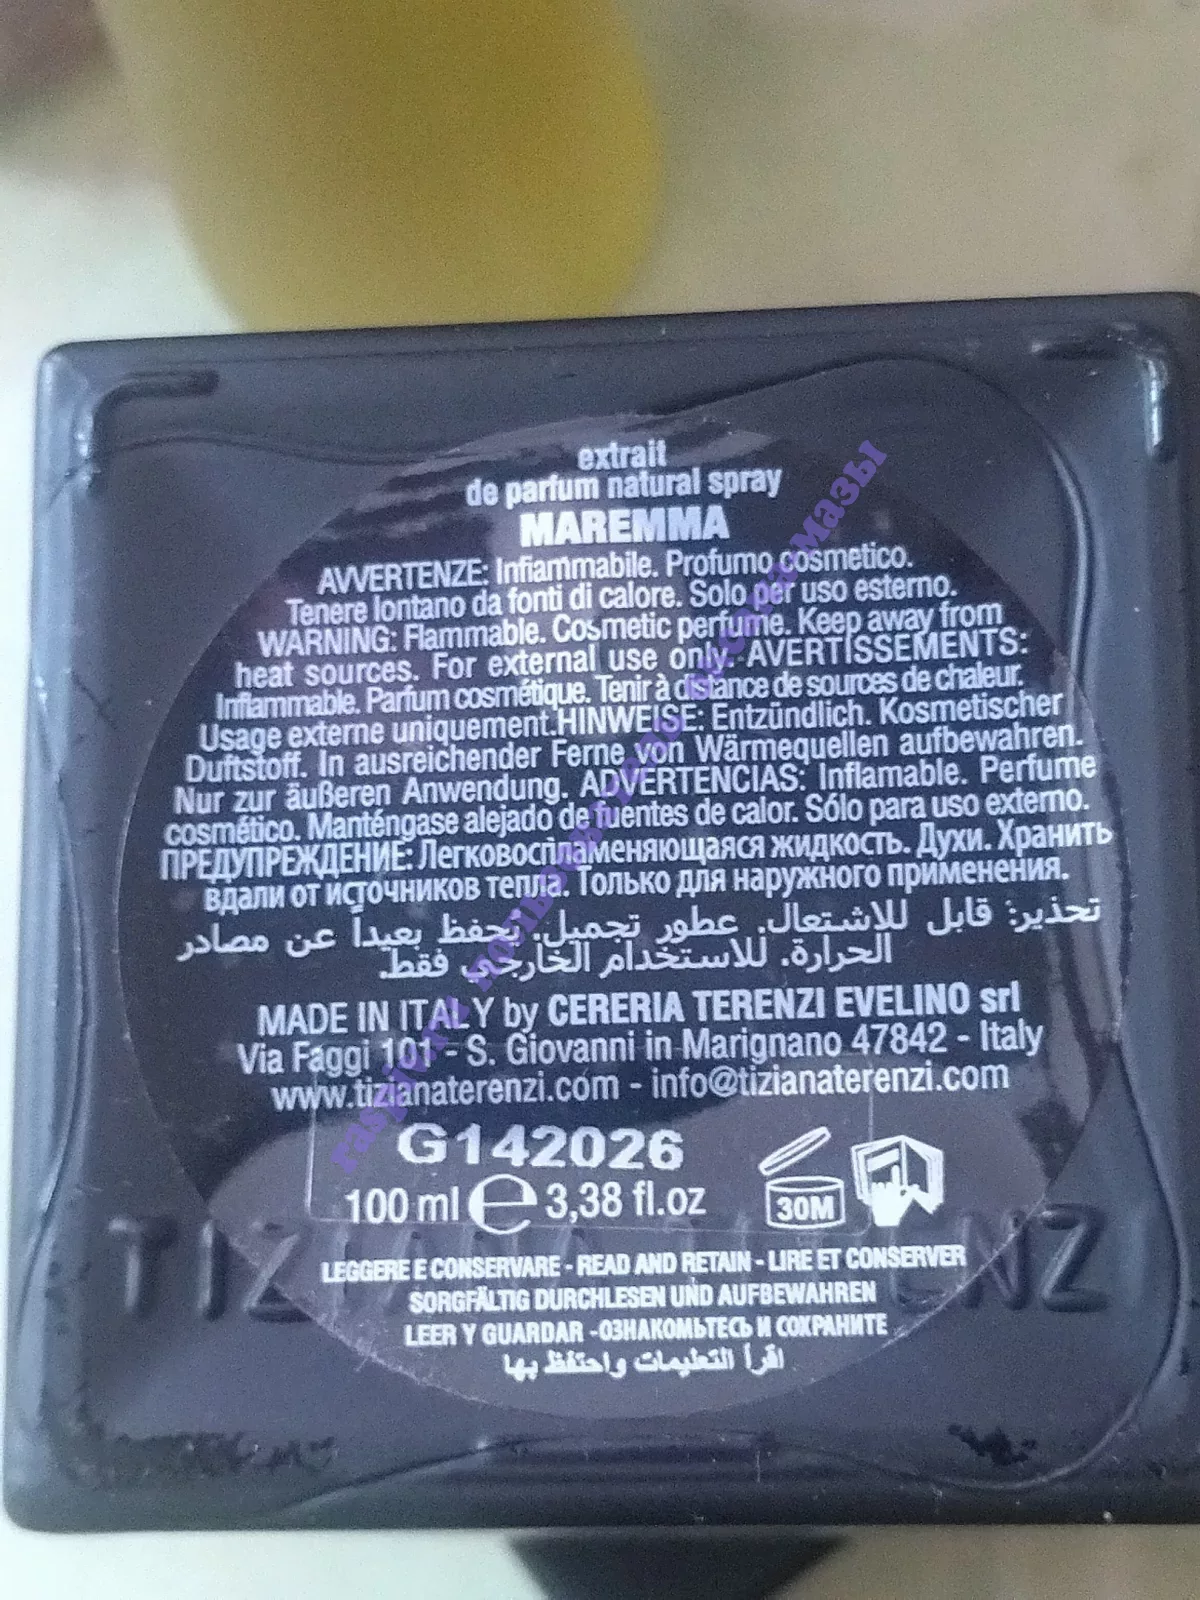 extrait
de parfum natural spray
MAREMMA
AVVERTENZE: Infiammabile. Profumo cosmetico.
Tenere lontano da fonti di calore. Solo per uso esterno.
WARNING: Flammable. Cosmetic perfume. Keep away from
heat sources. For external use only. AVERTISSEMENTS:
Inflammable. Parfum cosmétique. Tenir à distance de sources de chaleur.
Usage externe uniquement. HINWEISE: Entzündlich. Kosmetischer
Duftstoff. In ausreichender Ferne von Wärmequellen aufbewahren.
Nur zur äußeren Anwendung. ADVERTENCIAS: Inflamable. Perfume
cosmético. Manténgase alejado de fuentes de calor. Sólo para uso externo.
ПРЕДУПРЕЖДЕНИЕ: Легковоспламеняющаяся жидкость. Духи. Хранить
вдали от источников тепла. Только для наружного применения.
تحذير: قابل للاشتعال. عطور تجميل. تحفظ بعيداً عن مصادر
الحرارة. للاستخدام الخارجي فقط.
MADE IN ITALY by CERERIA TERENZI EVELINO srl
Via Faggi 101 - S. Giovanni in Marignano 47842 - Italy
www.tizianaterenzi.com - info@tizianaterenzi.com
G142026
100 ml e 3,38 fl.oz
30M
LEGGERE E CONSERVARE - READ AND RETAIN - LIRE ET CONSERVER
SORGFÄLTIG DURCHLESEN UND AUFBEWAHREN
LEER Y GUARDAR -ОЗНАКОМЬТЕСЬ И СОХРАНИТЕ
اقرأ التعليمات واحتفظ بها